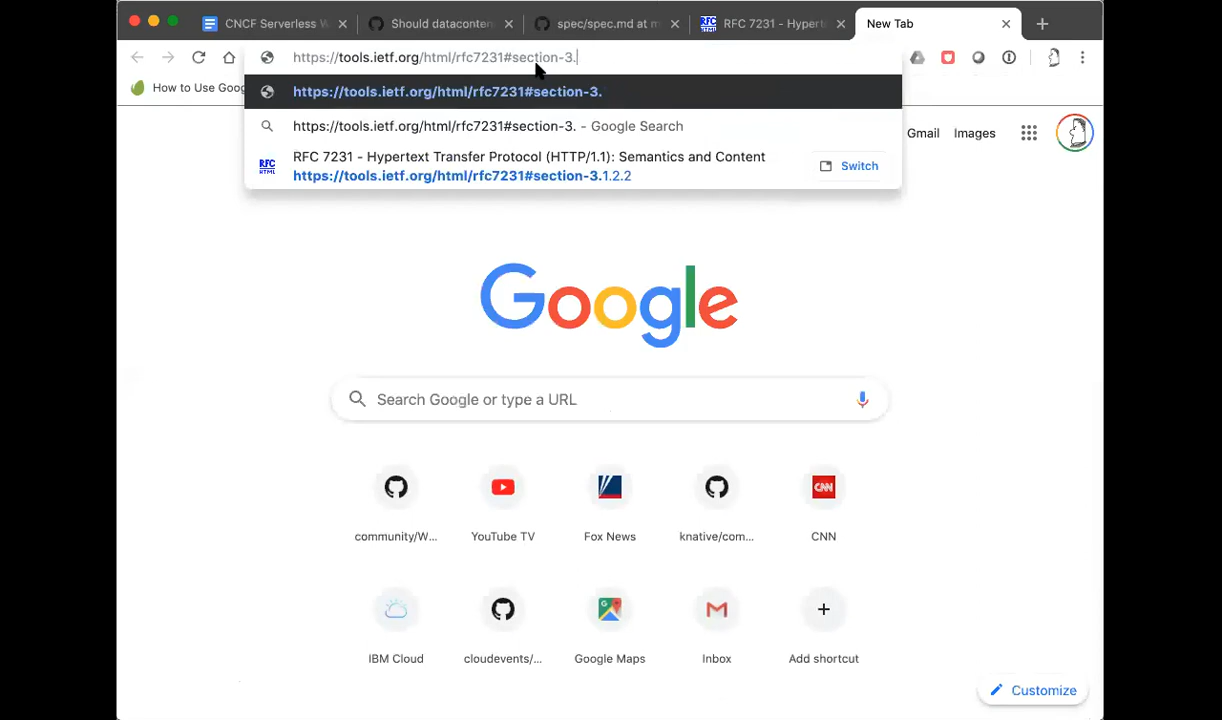 CNCF Serverless W
Should dataconten
spec/spec.md at m
RFC 7231 - Hypert
New Tab
https://tools.ietf.org/html/rfc7231#section-3.
How to Use Goog
https://tools.ietf.org/html/rfc7231#section-3.
https://tools.ietf.org/html/rfc7231#section-3. - Google Search
RFC 7231 - Hypertext Transfer Protocol (HTTP/1.1): Semantics and Content
https://tools.ietf.org/html/rfc7231#section-3.1.2.2
Switch
Gmail Images
Google
Search Google or type a URL
community/W...
YouTube TV
Fox News
knative/com...
CNN
IBM Cloud
cloudevents/...
Google Maps
Inbox
Add shortcut
Customize